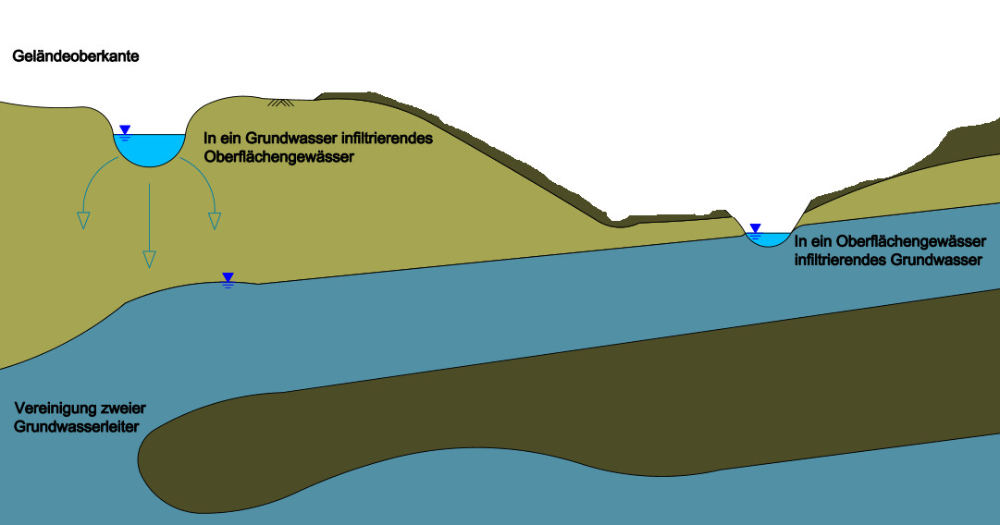 Geländeoberkante
In ein Grundwasser infiltrierendes
Oberflächengewässer
In ein Oberflächengewässer
infiltrierendes Grundwasser
Vereinigung zweier
Grundwasserleiter